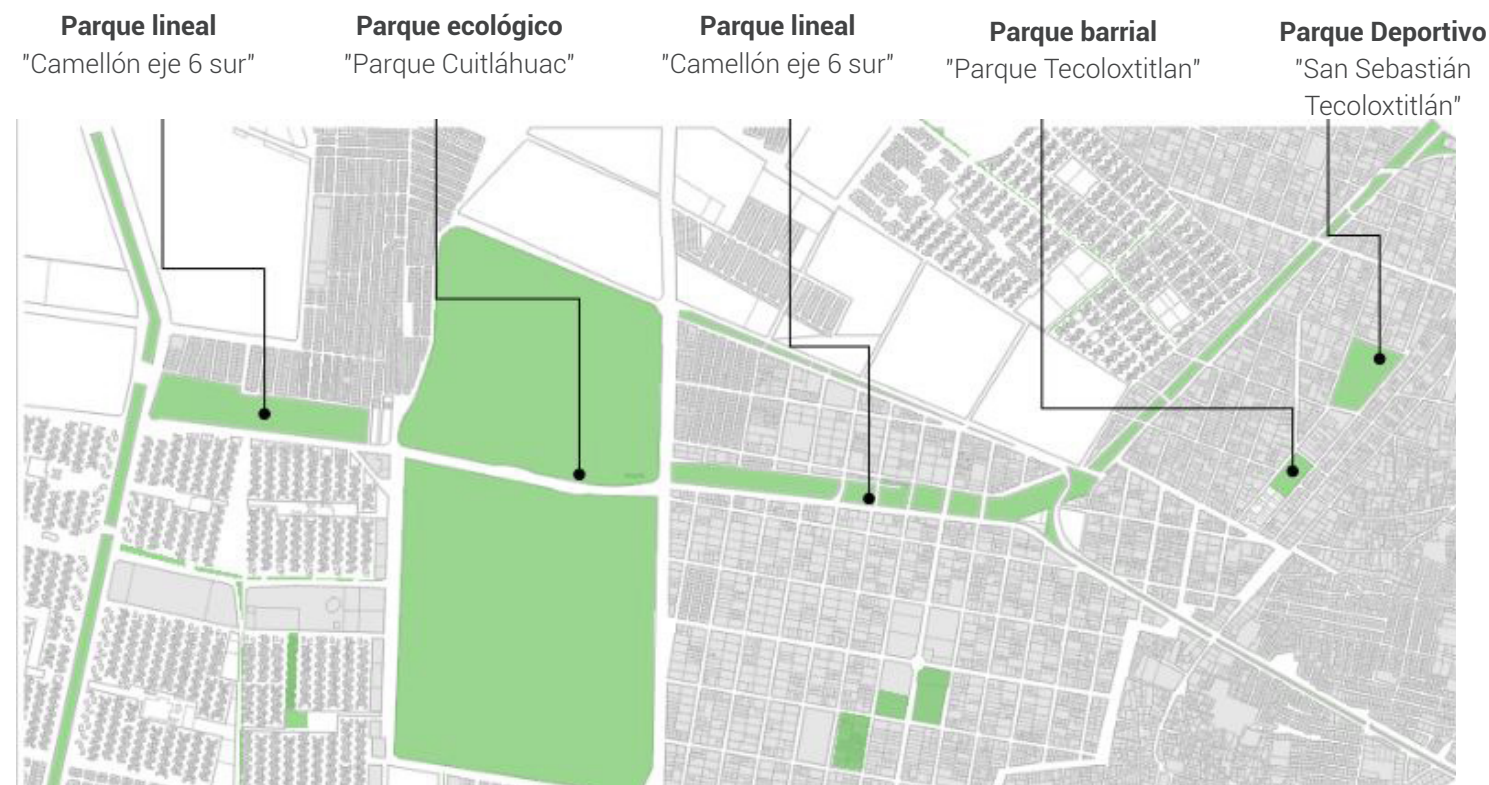 Parque lineal
"Camellón eje 6 sur"
Parque ecológico
"Parque Cuitláhuac"
Parque lineal
"Camellón eje 6 sur"
Parque barrial
"Parque Tecoloxtitlan"
Parque Deportivo
"San Sebastián
Tecoloxtitlán"